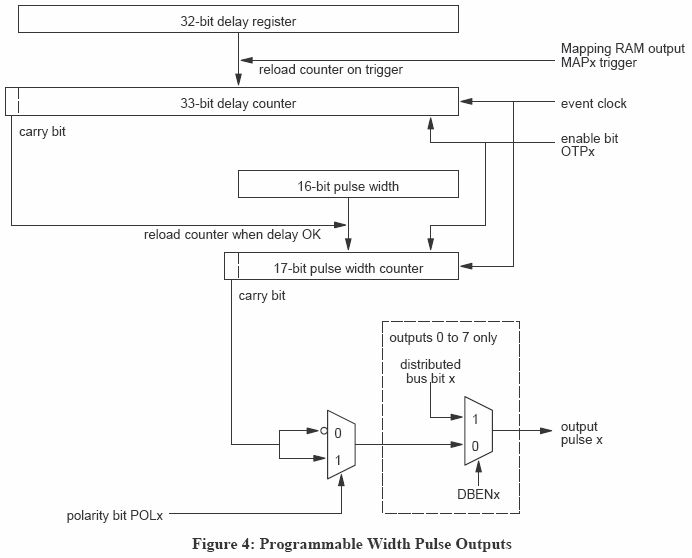 32-bit delay register
Mapping RAM output
MAPx trigger
reload counter on trigger
33-bit delay counter
event clock
carry bit
enable bit
OTPx
16-bit pulse width
reload counter when delay OK
17-bit pulse width counter
carry bit
outputs 0 to 7 only
distributed
bus bit x
1
0
output
pulse x
0
1
DBENx
polarity bit POLx
Figure 4: Programmable Width Pulse Outputs